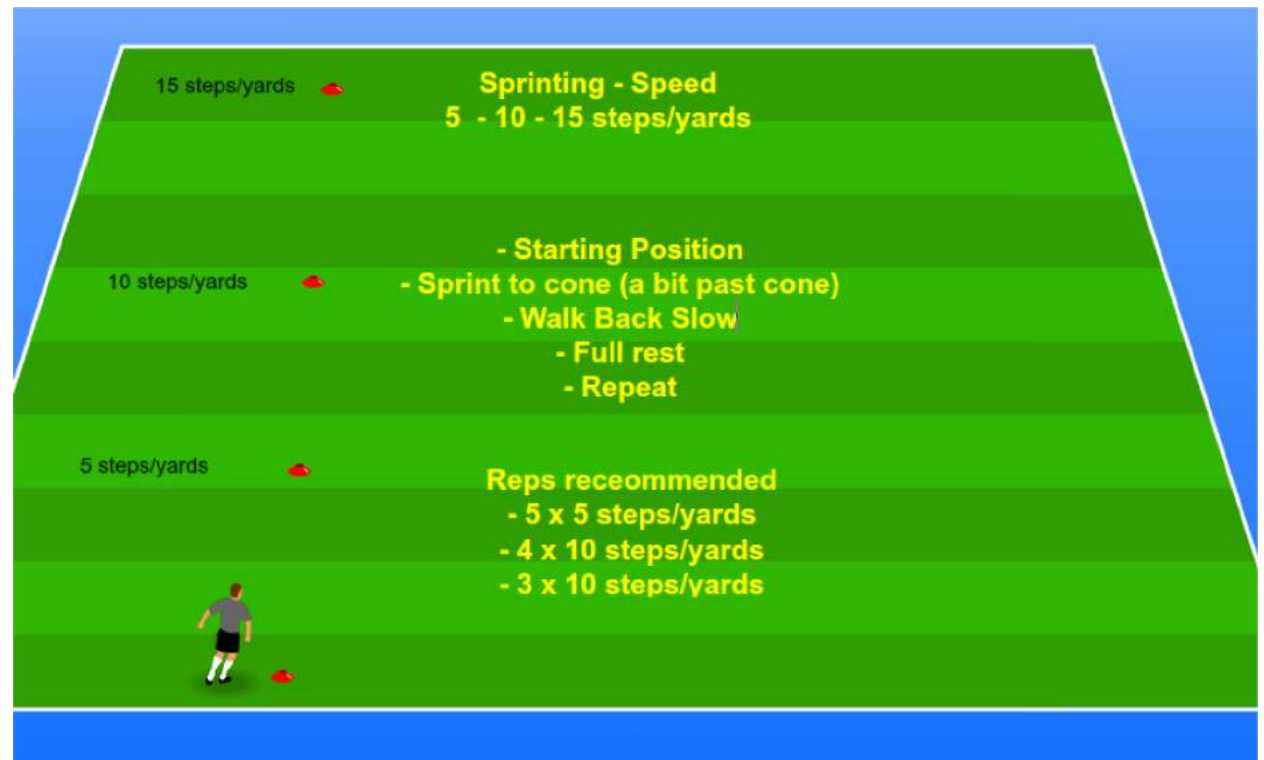 15 steps/yards
Sprinting - Speed
5 - 10 - 15 steps/yards
- Starting Position
10 steps/yards
- Sprint to cone (a bit past cone)
- Walk Back Slow
- Full rest
- Repeat
5 steps/yards
Reps receommended
- 5 x 5 steps/yards
- 4 x 10 steps/yards
- 3 x 10 steps/yards